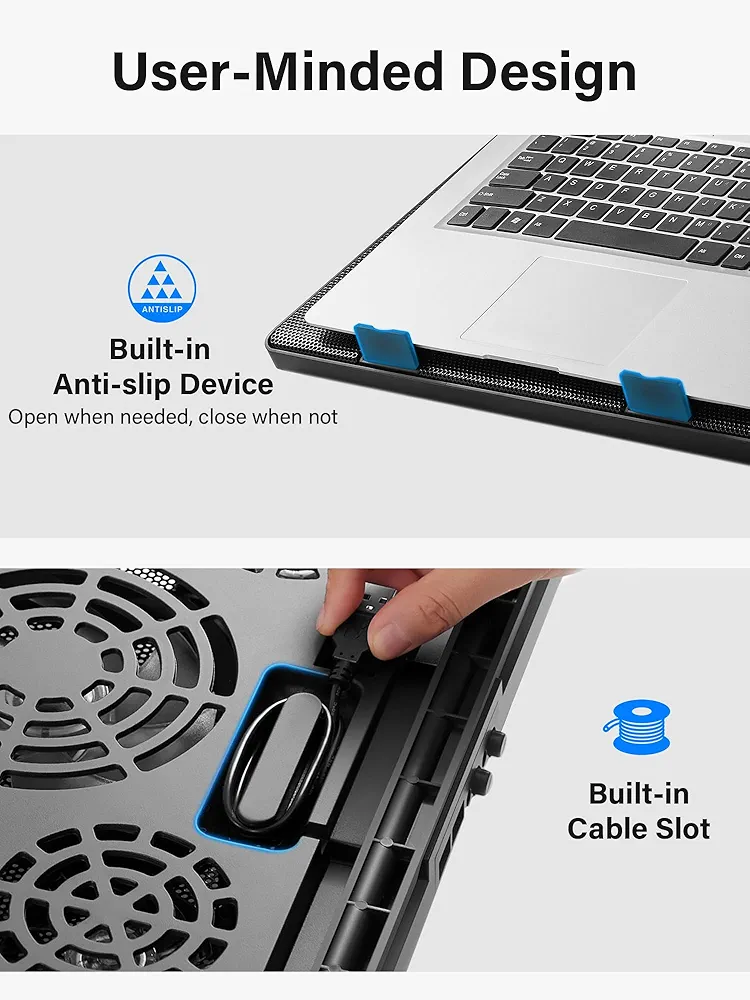 User-Minded Design
ANTISLIP
Built-in
Anti-slip Device
Open when needed, close when not
Q W E R T Y U
A S D F G H J K
Z X C V B N M
Built-in
Cable Slot